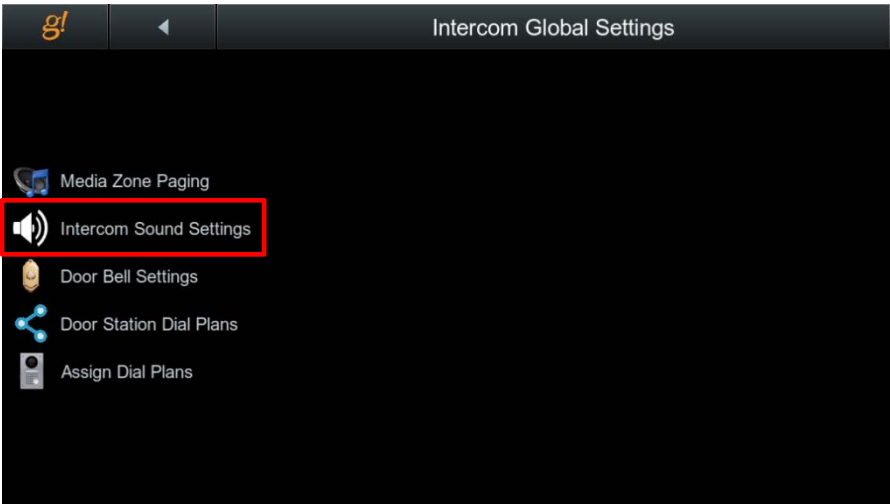 g!
Intercom Global Settings
Media Zone Paging
Intercom Sound Settings
Door Bell Settings
Door Station Dial Plans
Assign Dial Plans